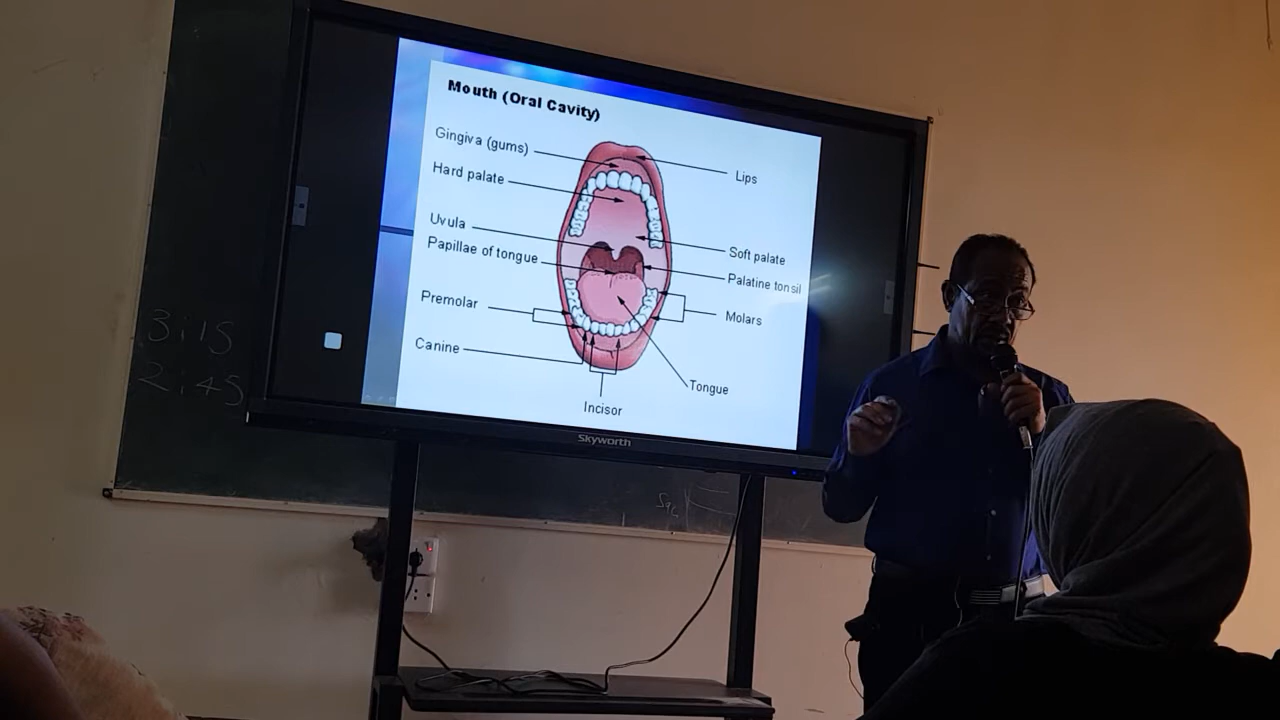 Mouth (Oral Cavity)
Gingiva (gums)
Lips
Hard palate
Uvula
Soft palate
Papillae of tongue
Palatine tonsil
Premolar
Molars
Canine
Tongue
Incisor
Skyworth
3:15
2:45